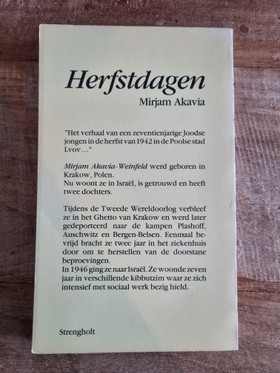 Herfstdagen
Mirjam Akavia
"Het verhaal van een zeventienjarige Joodse
jongen in de herfst van 1942 in de Poolse stad
Lvov…"
Mirjam Akavia-Weinfeld werd geboren in
Krakow, Polen.
Nu woont ze in Israël, is getrouwd en heeft
twee dochters.
Tijdens de Tweede Wereldoorlog verbleef
ze in het Ghetto van Krakow en werd later
gedeporteerd naar de kampen Plashoff,
Auschwitz en Bergen-Belsen. Eenmaal be-
vrijd bracht ze twee jaar in het ziekenhuis
door om te herstellen van de doorstane
beproevingen.
In 1946 ging ze naar Israël. Ze woonde zeven
jaar in verschillende kibbutzim waar ze zich
intensief met sociaal werk bezig hield.
Strengholt